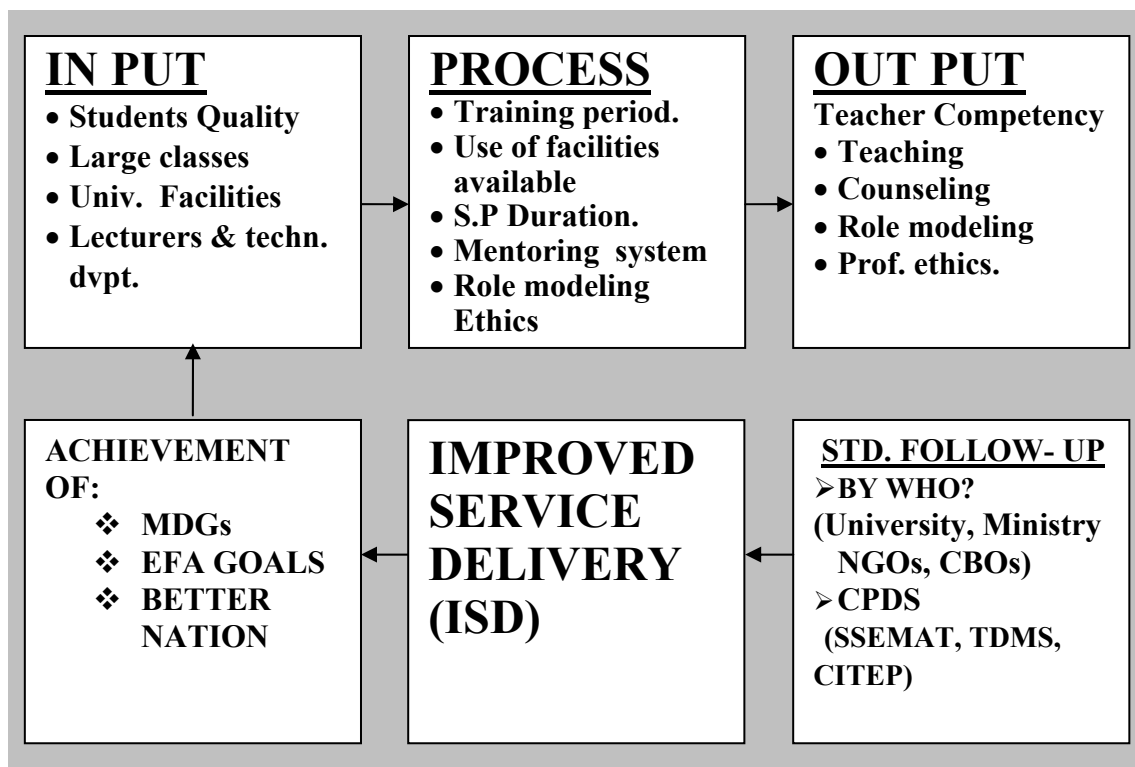 IN PUT
• Students Quality
• Large classes
• Univ. Facilities
• Lecturers & techn.
dvpt.
PROCESS
• Training period.
• Use of facilities
available
• S.P Duration.
• Mentoring system
• Role modeling
Ethics
OUT PUT
Teacher Competency
• Teaching
• Counseling
• Role modeling
• Prof. ethics.
ACHIEVEMENT
OF:
❖ MDGs
❖ EFA GOALS
❖ BETTER
NATION
IMPROVED
SERVICE
DELIVERY
(ISD)
STD. FOLLOW- UP
➢BY WHO?
(University, Ministry
NGOs, CBOs)
➢CPDS
(SSEMAT, TDMS,
CITEP)